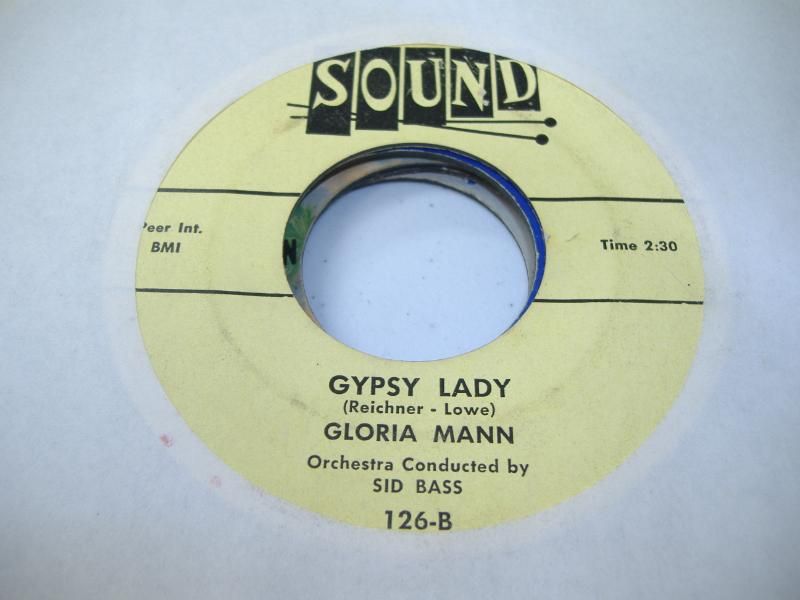 SOUND
Peer Int.
BMI
Time 2:30
N
GYPSY LADY
(Reichner - Lowe)
GLORIA MANN
Orchestra Conducted by
SID BASS
126-B